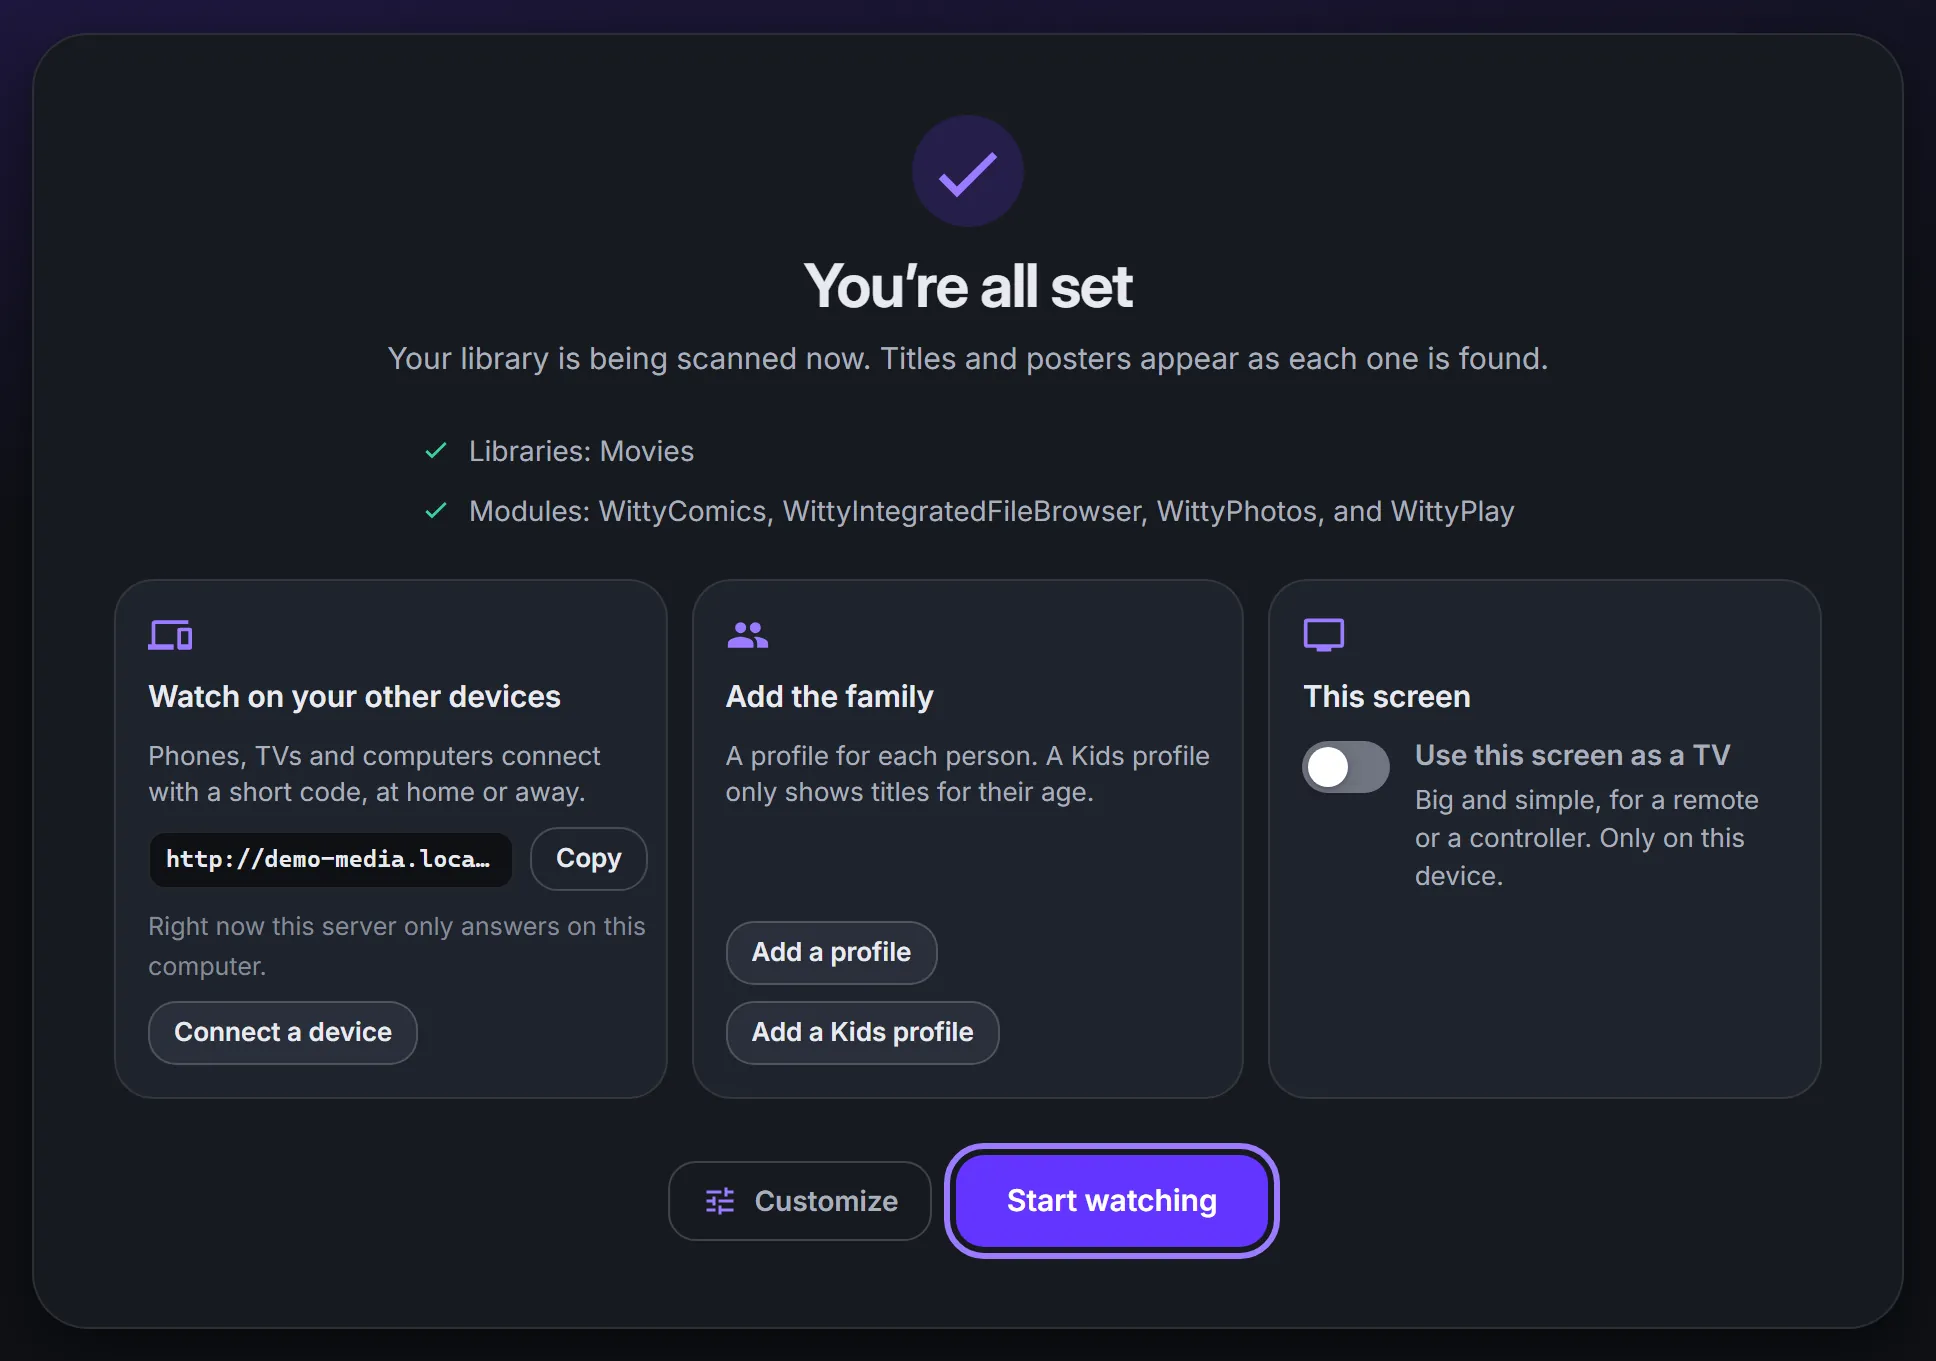 You're all set
Your library is being scanned now. Titles and posters appear as each one is found.
Libraries: Movies
Modules: WittyComics, WittyIntegratedFileBrowser, WittyPhotos, and WittyPlay
Watch on your other devices
Phones, TVs and computers connect
with a short code, at home or away.
http://demo-media.loca…
Copy
Right now this server only answers on this
computer.
Connect a device
Add the family
A profile for each person. A Kids profile
only shows titles for their age.
Add a profile
Add a Kids profile
This screen
Use this screen as a TV
Big and simple, for a remote
or a controller. Only on this
device.
Customize
Start watching